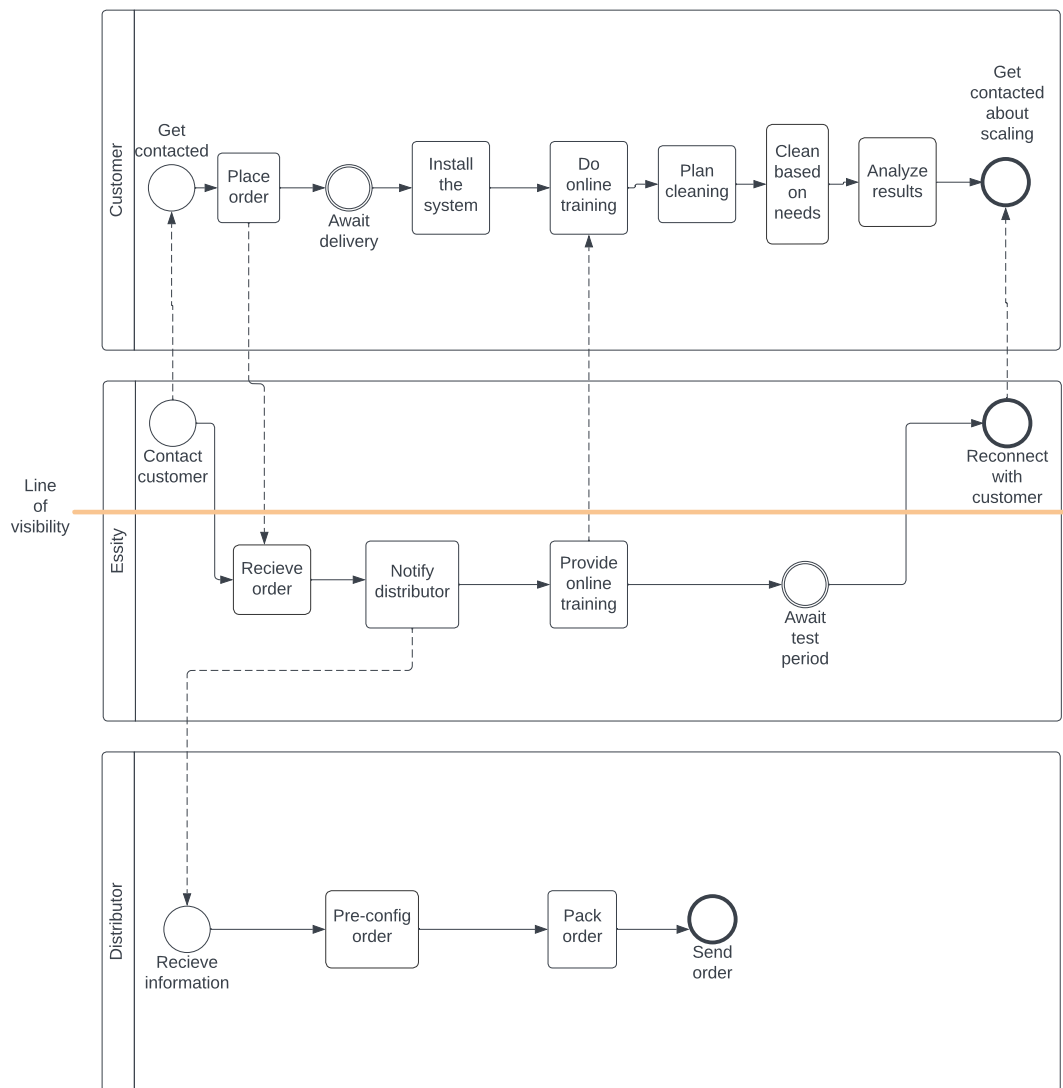 Customer
Get
contacted
Place
order
Await
delivery
Install
the
system
Do
online
training
Plan
cleaning
Clean
based
on
needs
Analyze
results
Get
contacted
about
scaling
Line
of
visibility
Essity
Contact
customer
Recieve
order
Notify
distributor
Provide
online
training
Await
test
period
Reconnect
with
customer
Distributor
Recieve
information
Pre-config
order
Pack
order
Send
order